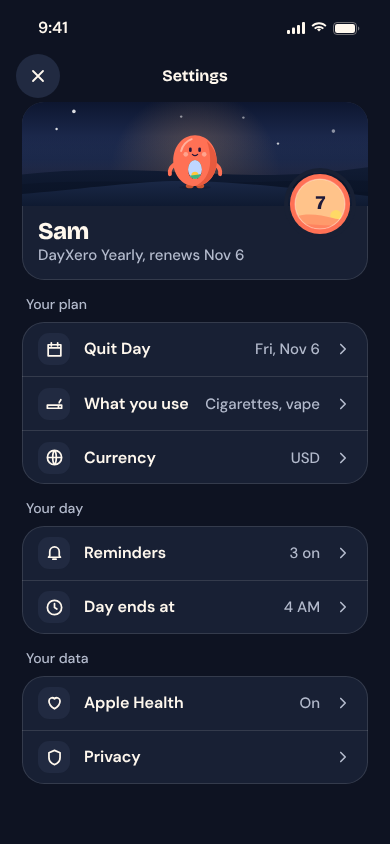 9:41
Settings
7
Sam
DayXero Yearly, renews Nov 6
Your plan
Quit Day Fri, Nov 6
What you use Cigarettes, vape
Currency USD
Your day
Reminders 3 on
Day ends at 4 AM
Your data
Apple Health On
Privacy